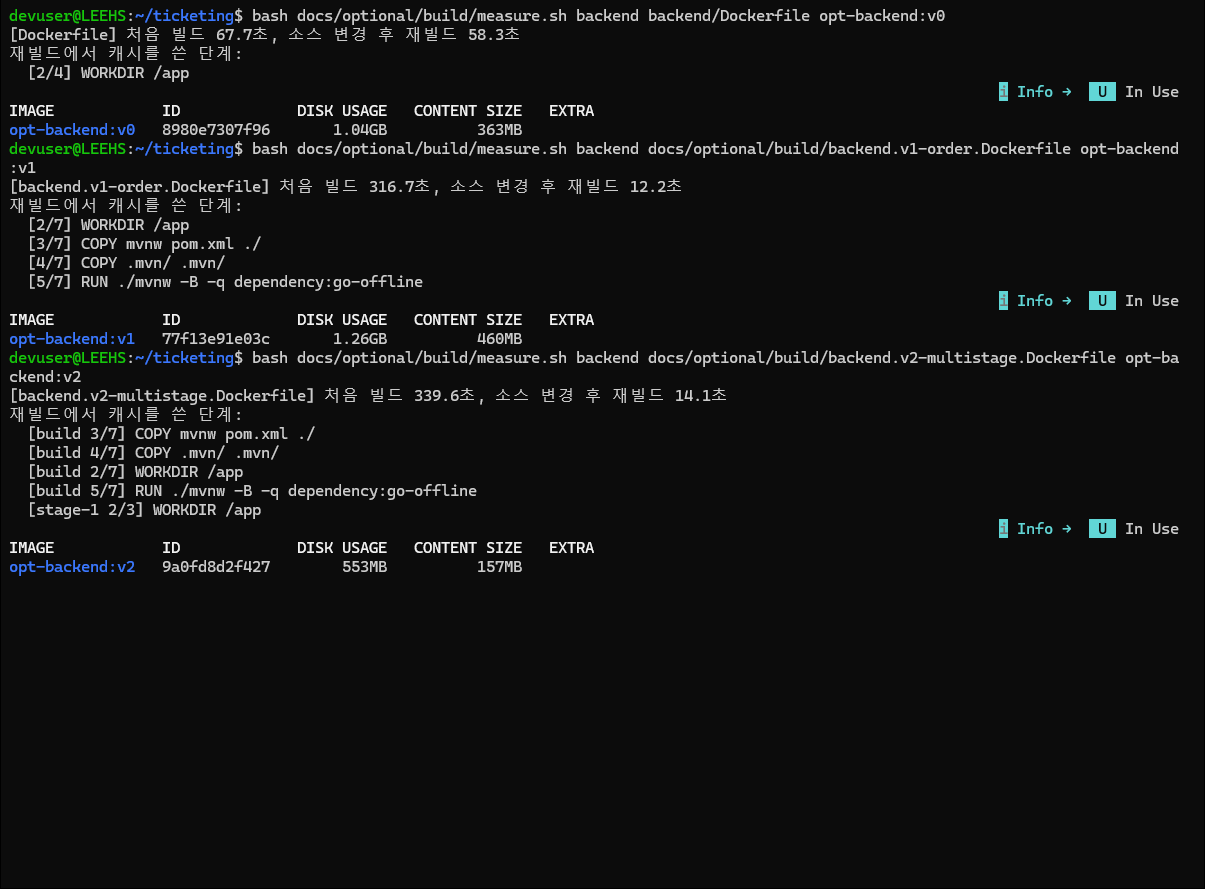 devuser@LEEHS:~/ticketing$ bash docs/optional/build/measure.sh backend backend/Dockerfile opt-backend:v0
[Dockerfile] 처음 빌드 67.7초, 소스 변경 후 재빌드 58.3초
재빌드에서 캐시를 쓴 단계:
  [2/4] WORKDIR /app
i Info →  U  In Use
IMAGE            ID             DISK USAGE   CONTENT SIZE   EXTRA
opt-backend:v0   8980e7307f96       1.04GB          363MB
devuser@LEEHS:~/ticketing$ bash docs/optional/build/measure.sh backend docs/optional/build/backend.v1-order.Dockerfile opt-backend
:v1
[backend.v1-order.Dockerfile] 처음 빌드 316.7초, 소스 변경 후 재빌드 12.2초
재빌드에서 캐시를 쓴 단계:
  [2/7] WORKDIR /app
  [3/7] COPY mvnw pom.xml ./
  [4/7] COPY .mvn/ .mvn/
  [5/7] RUN ./mvnw -B -q dependency:go-offline
i Info →  U  In Use
IMAGE            ID             DISK USAGE   CONTENT SIZE   EXTRA
opt-backend:v1   77f13e91e03c       1.26GB          460MB
devuser@LEEHS:~/ticketing$ bash docs/optional/build/measure.sh backend docs/optional/build/backend.v2-multistage.Dockerfile opt-ba
ckend:v2
[backend.v2-multistage.Dockerfile] 처음 빌드 339.6초, 소스 변경 후 재빌드 14.1초
재빌드에서 캐시를 쓴 단계:
  [build 3/7] COPY mvnw pom.xml ./
  [build 4/7] COPY .mvn/ .mvn/
  [build 2/7] WORKDIR /app
  [build 5/7] RUN ./mvnw -B -q dependency:go-offline
  [stage-1 2/3] WORKDIR /app
i Info →  U  In Use
IMAGE            ID             DISK USAGE   CONTENT SIZE   EXTRA
opt-backend:v2   9a0fd8d2f427        553MB          157MB